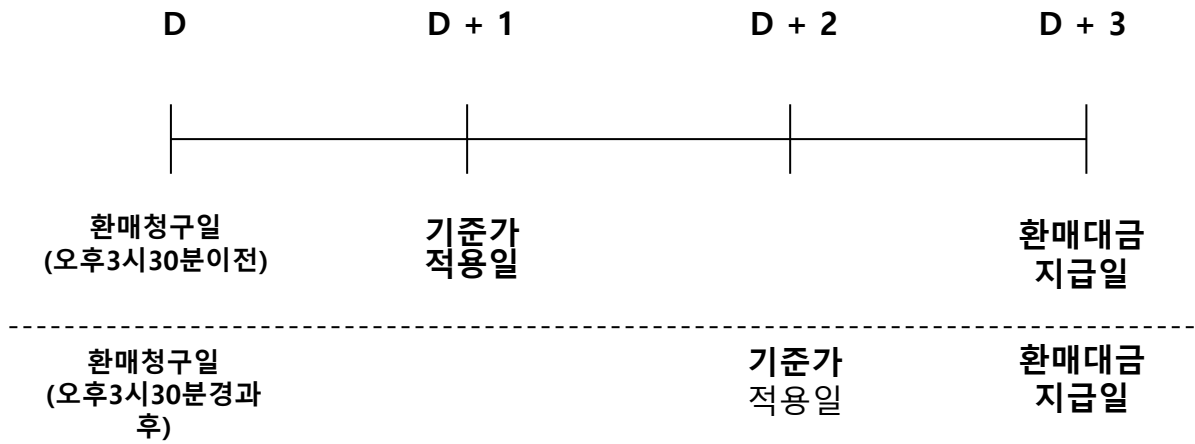 D
D + 1
D + 2
D + 3
환매청구일
(오후3시30분이전)
기준가
적용일
환매대금
지급일
환매청구일
(오후3시30분경과
후)
기준가
적용일
환매대금
지급일